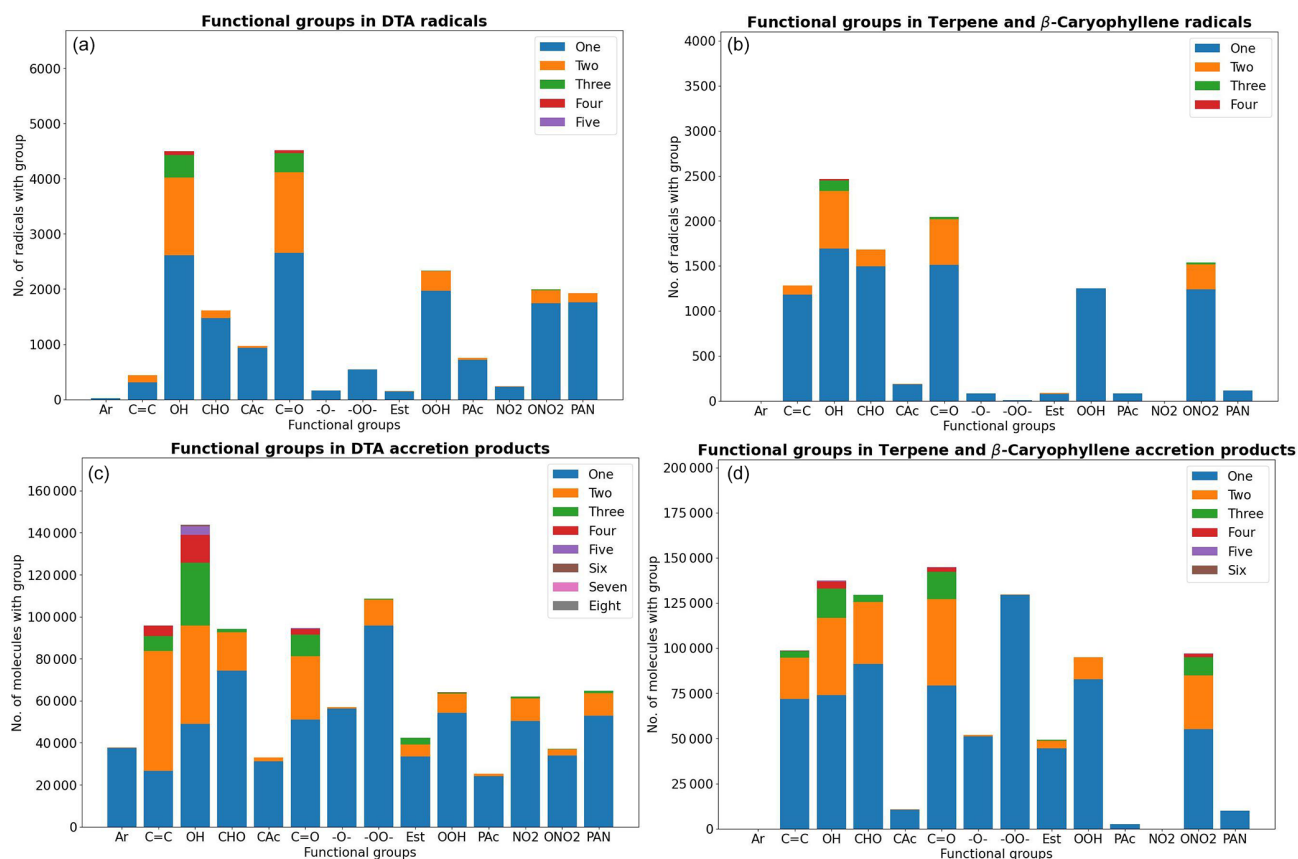 Functional groups in DTA radicals
(a)
One
Two
Three
Four
Five
No. of radicals with group
6000
5000
4000
3000
2000
1000
0
Ar C=C OH CHO CAc C=O -O- -OO- Est OOH PAc NO2 ONO2 PAN
Functional groups
Functional groups in Terpene and β-Caryophyllene radicals
(b)
One
Two
Three
Four
No. of radicals with group
4000
3500
3000
2500
2000
1500
1000
500
0
Ar C=C OH CHO CAc C=O -O- -OO- Est OOH PAc NO2 ONO2 PAN
Functional groups
Functional groups in DTA accretion products
(c)
One
Two
Three
Four
Five
Six
Seven
Eight
No. of molecules with group
160 000
140 000
120 000
100 000
80 000
60 000
40 000
20 000
0
Ar C=C OH CHO CAc C=O -O- -OO- Est OOH PAc NO2 ONO2 PAN
Functional groups
Functional groups in Terpene and β-Caryophyllene accretion products
(d)
One
Two
Three
Four
Five
Six
No. of molecules with group
200 000
175 000
150 000
125 000
100 000
75 000
50 000
25 000
0
Ar C=C OH CHO CAc C=O -O- -OO- Est OOH PAc NO2 ONO2 PAN
Functional groups